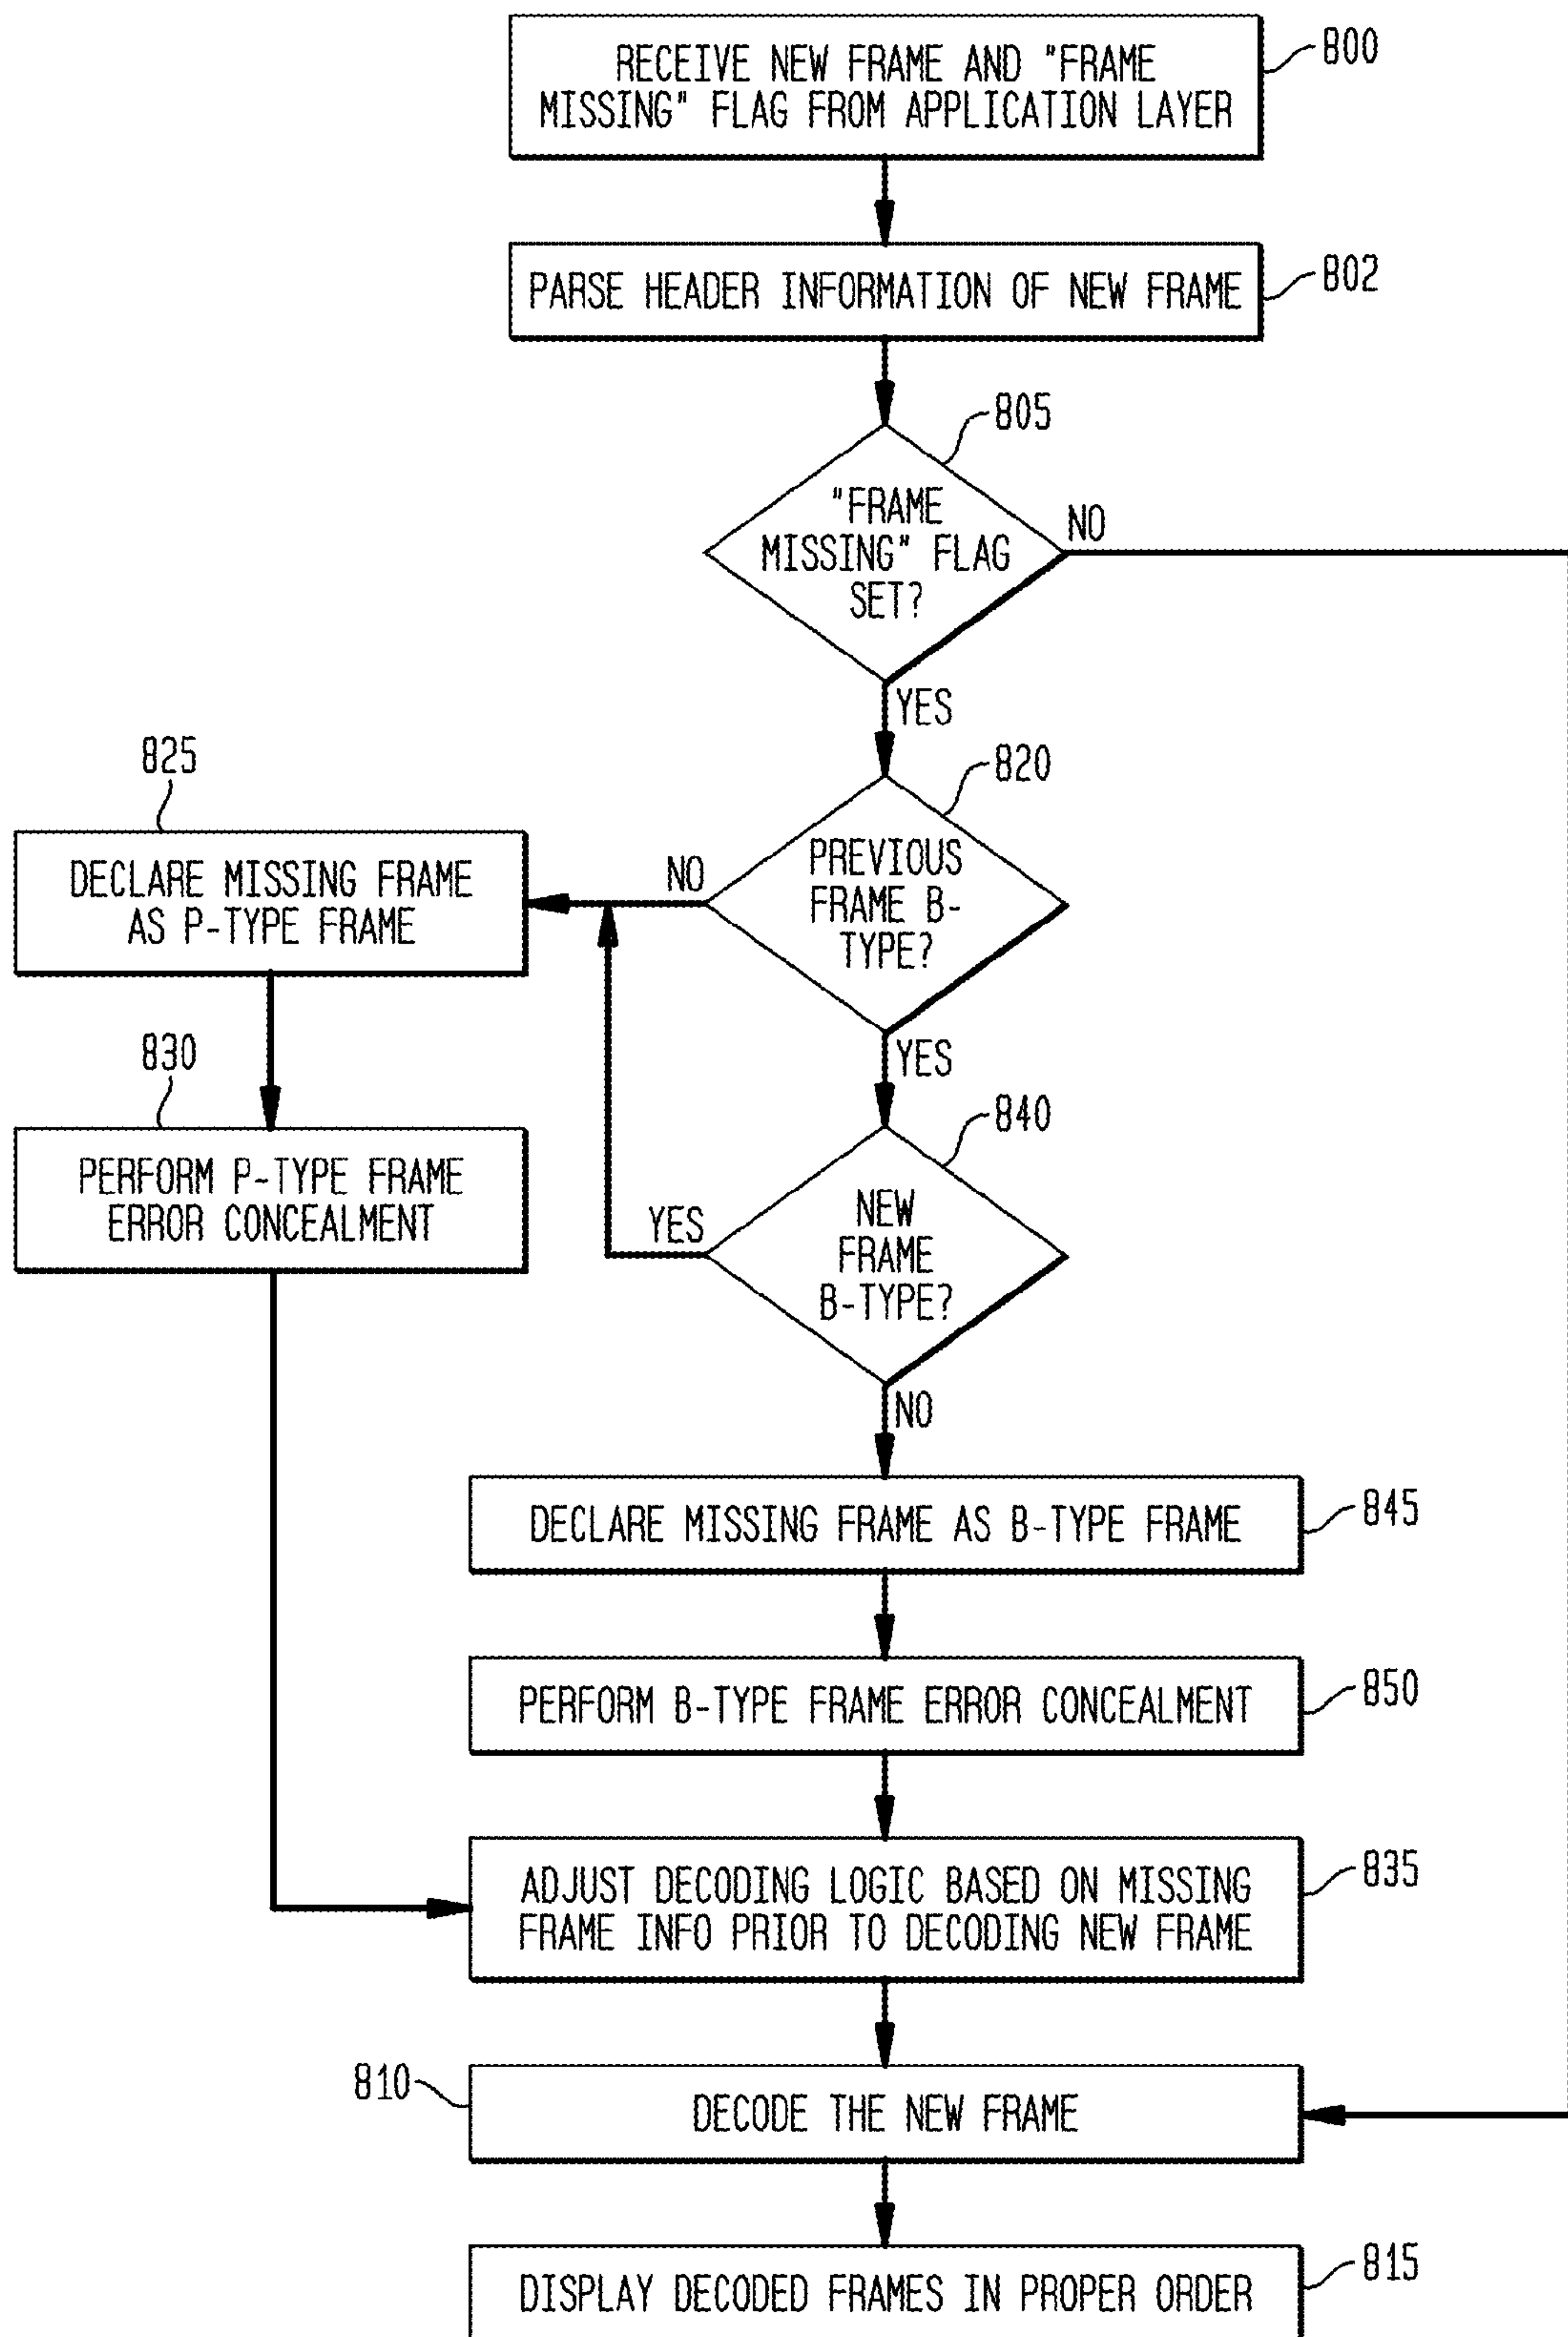 RECEIVE NEW FRAME AND "FRAME
MISSING" FLAG FROM APPLICATION LAYER
800
PARSE HEADER INFORMATION OF NEW FRAME
802
805
"FRAME
MISSING" FLAG
SET?
NO
YES
820
PREVIOUS
FRAME B-
TYPE?
NO
825
DECLARE MISSING FRAME
AS P-TYPE FRAME
YES
830
PERFORM P-TYPE FRAME
ERROR CONCEALMENT
840
NEW
FRAME
B-TYPE?
YES
NO
DECLARE MISSING FRAME AS B-TYPE FRAME
845
PERFORM B-TYPE FRAME ERROR CONCEALMENT
850
ADJUST DECODING LOGIC BASED ON MISSING
FRAME INFO PRIOR TO DECODING NEW FRAME
835
810
DECODE THE NEW FRAME
DISPLAY DECODED FRAMES IN PROPER ORDER
815